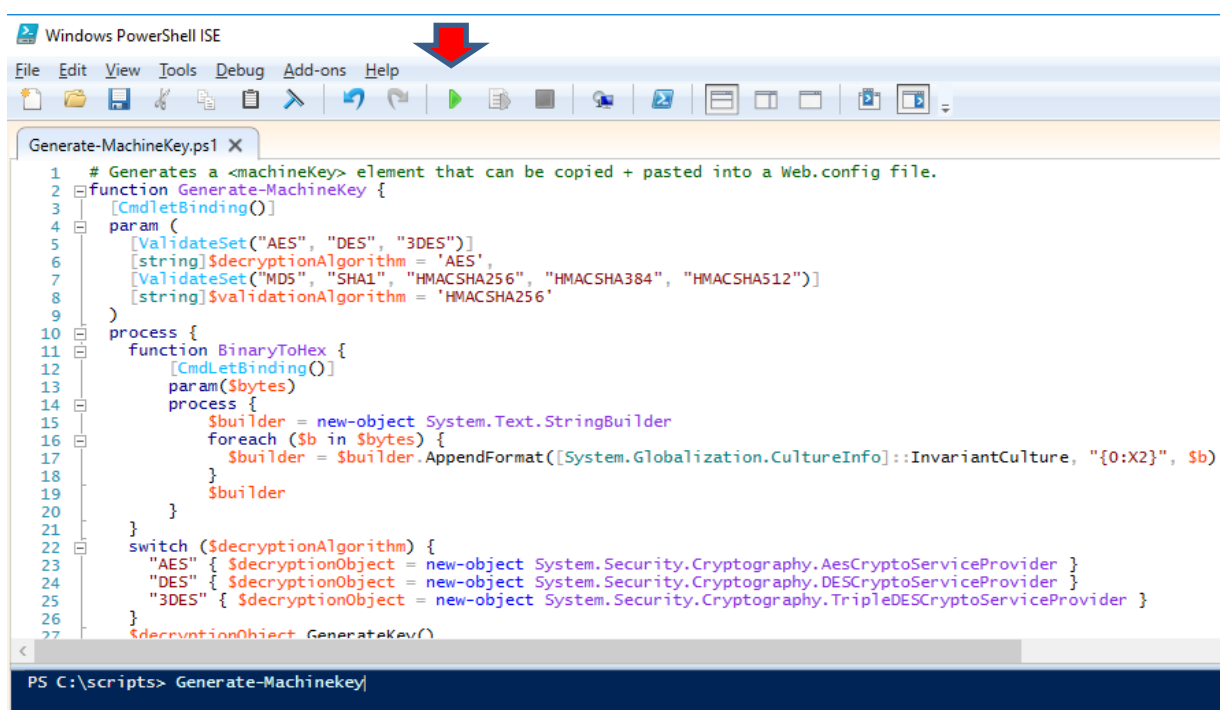 Windows PowerShell ISE
File Edit View Tools Debug Add-ons Help
Generate-MachineKey.ps1 X
1 # Generates a <machineKey> element that can be copied + pasted into a Web.config file.
2 function Generate-MachineKey {
3 [CmdletBinding()]
4 param (
5 [ValidateSet("AES", "DES", "3DES")]
6 [string]$decryptionAlgorithm = 'AES',
7 [ValidateSet("MD5", "SHA1", "HMACSHA256", "HMACSHA384", "HMACSHA512")]
8 [string]$validationAlgorithm = 'HMACSHA256'
9 )
10 process {
11 function BinaryToHex {
12 [CmdLetBinding()]
13 param($bytes)
14 process {
15 $builder = new-object System.Text.StringBuilder
16 foreach ($b in $bytes) {
17 $builder = $builder.AppendFormat([System.Globalization.CultureInfo]::InvariantCulture, "{0:X2}", $b)
18 }
19 $builder
20 }
21 }
22 switch ($decryptionAlgorithm) {
23 "AES" { $decryptionObject = new-object System.Security.Cryptography.AesCryptoServiceProvider }
24 "DES" { $decryptionObject = new-object System.Security.Cryptography.DESCryptoServiceProvider }
25 "3DES" { $decryptionObject = new-object System.Security.Cryptography.TripleDESCryptoServiceProvider }
26 }
27 $decryptionObject.GenerateKey()
PS C:\scripts> Generate-Machinekey